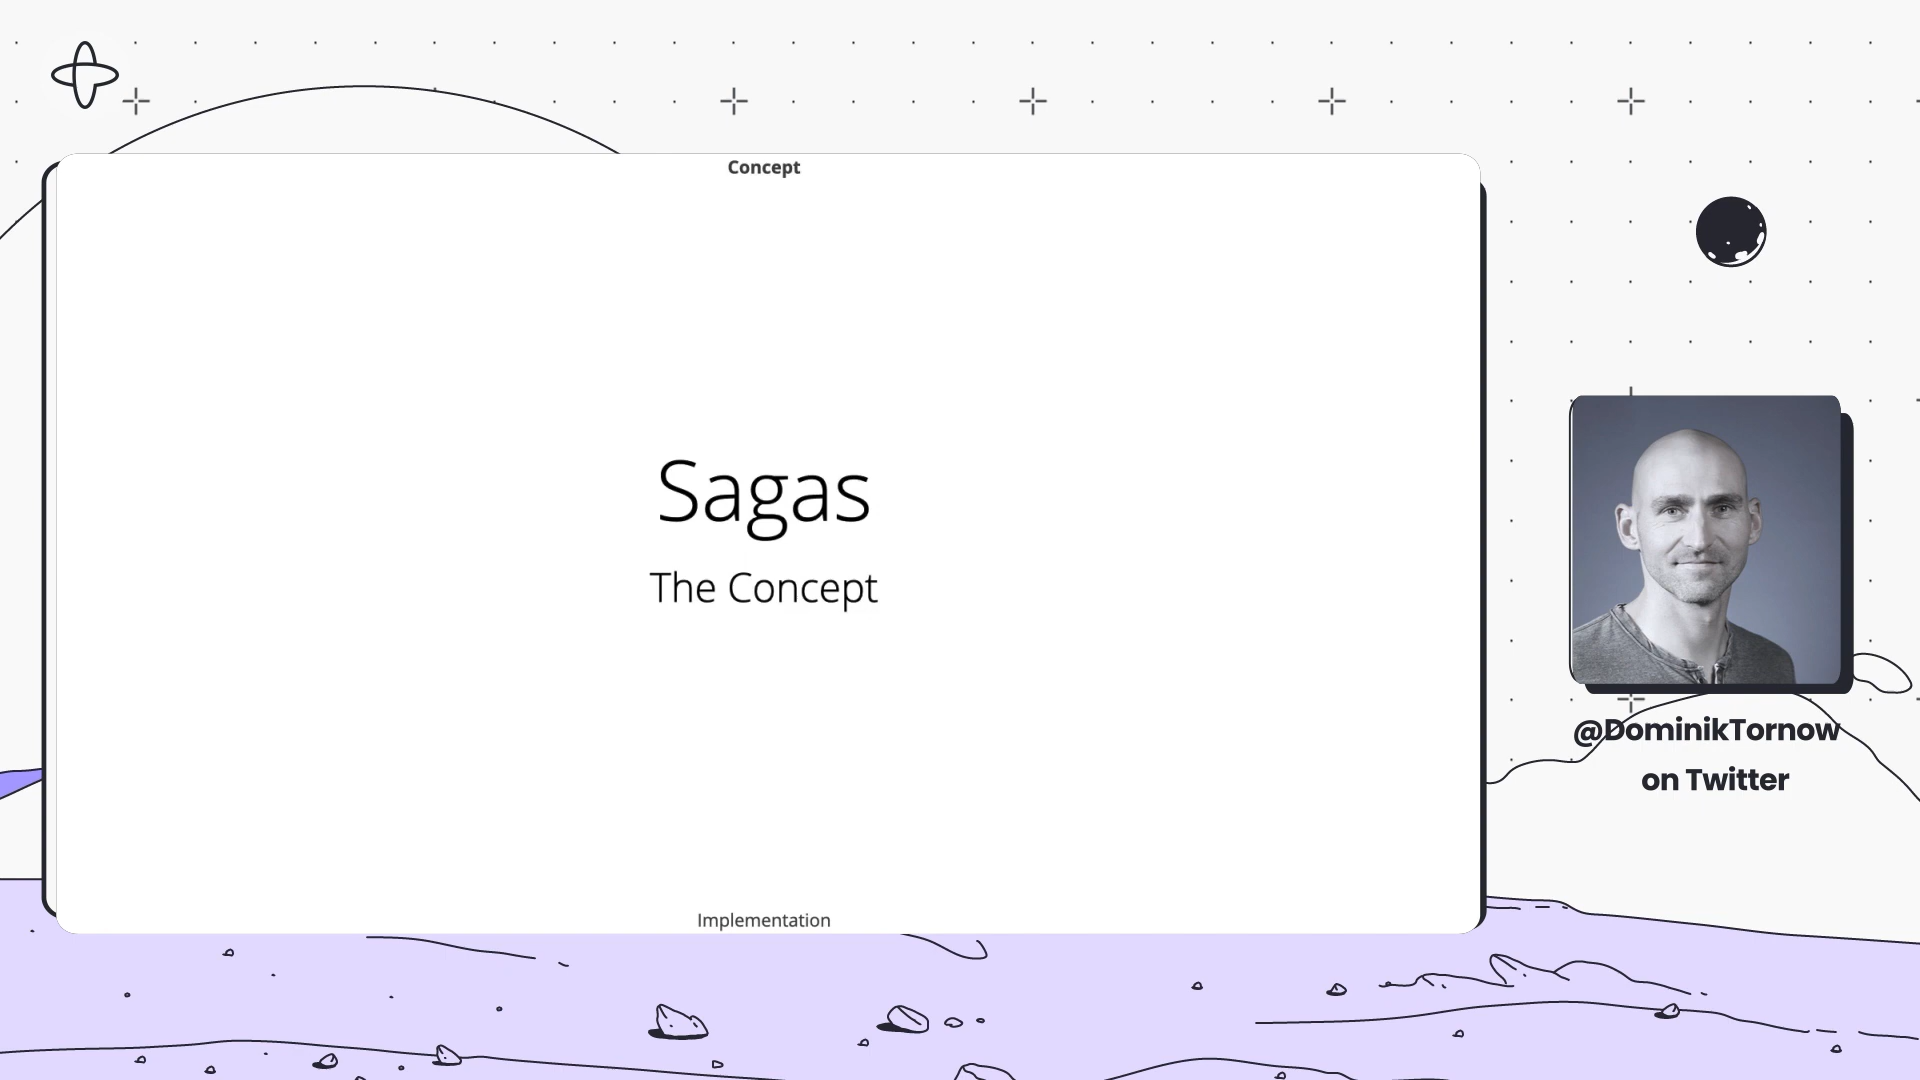 Concept
Sagas
The Concept
Implementation
@DominikTornow
on Twitter